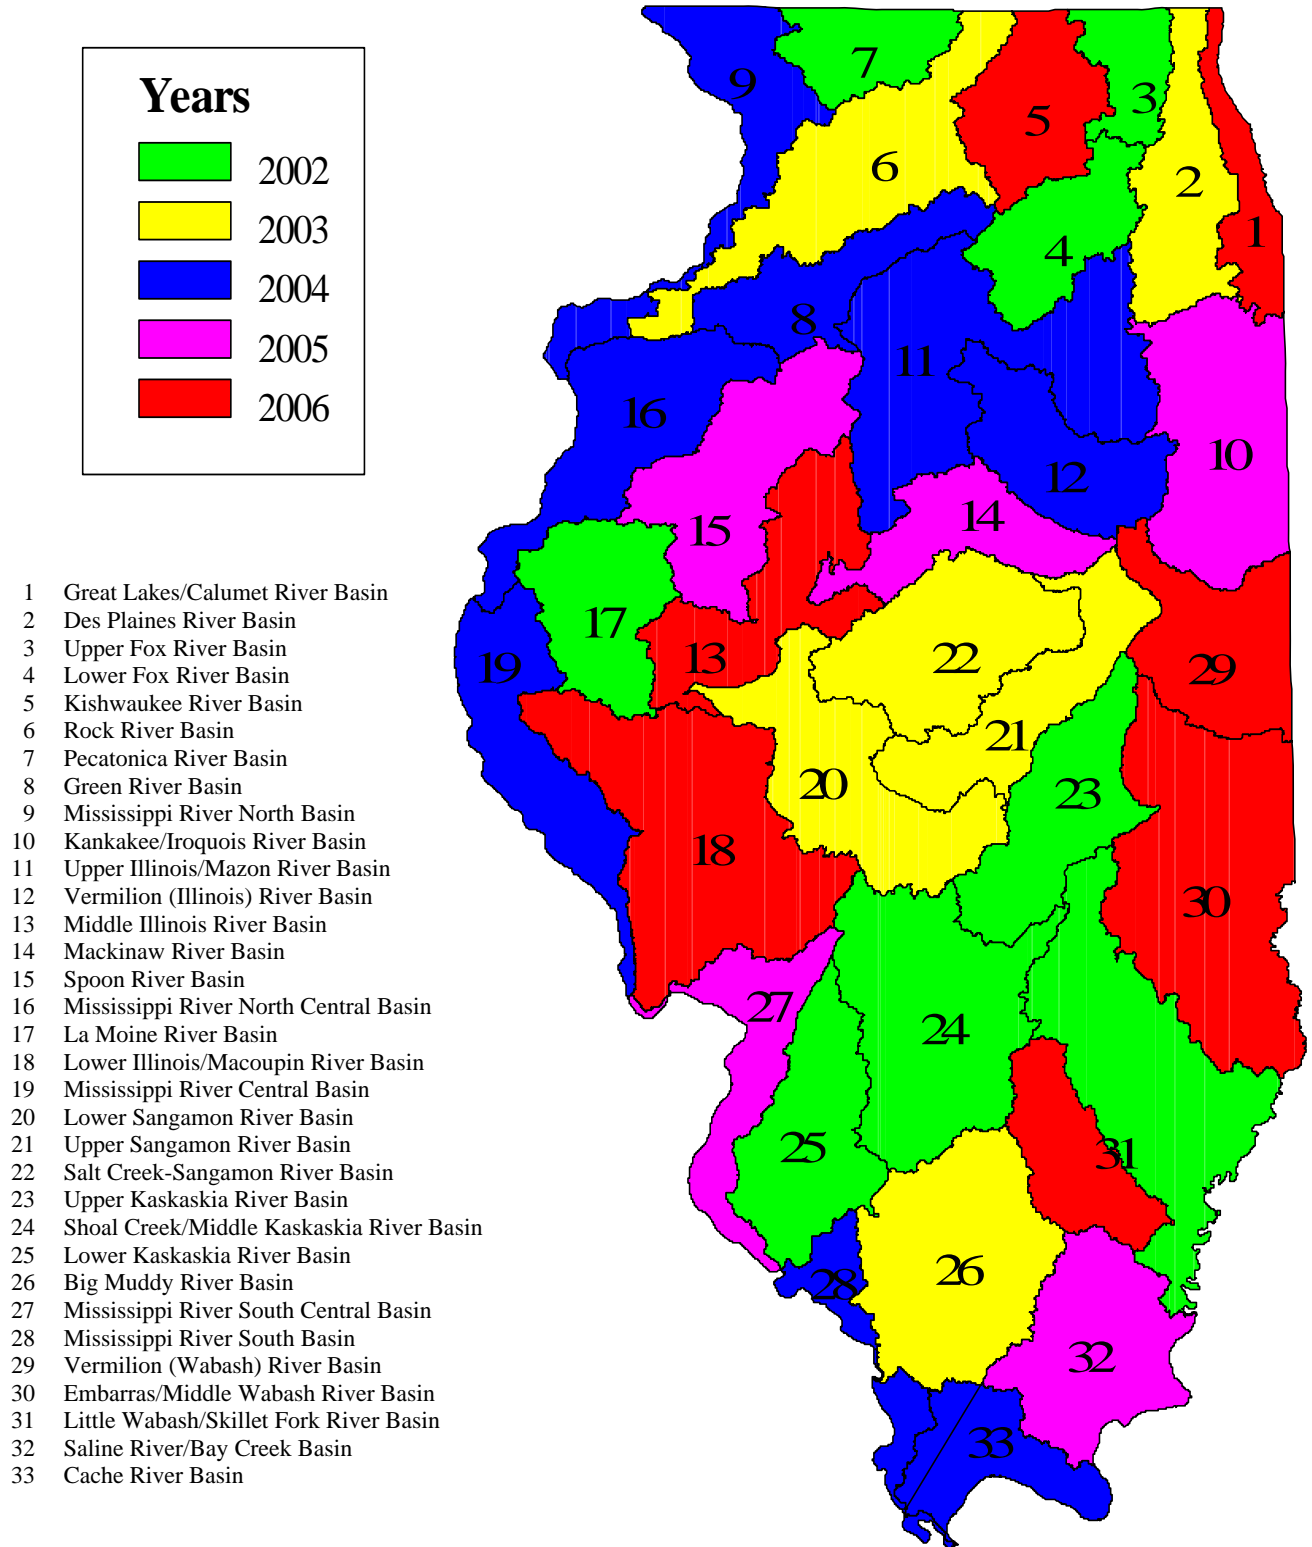 Years
2002
2003
2004
2005
2006
1 Great Lakes/Calumet River Basin
2 Des Plaines River Basin
3 Upper Fox River Basin
4 Lower Fox River Basin
5 Kishwaukee River Basin
6 Rock River Basin
7 Pecatonica River Basin
8 Green River Basin
9 Mississippi River North Basin
10 Kankakee/Iroquois River Basin
11 Upper Illinois/Mazon River Basin
12 Vermilion (Illinois) River Basin
13 Middle Illinois River Basin
14 Mackinaw River Basin
15 Spoon River Basin
16 Mississippi River North Central Basin
17 La Moine River Basin
18 Lower Illinois/Macoupin River Basin
19 Mississippi River Central Basin
20 Lower Sangamon River Basin
21 Upper Sangamon River Basin
22 Salt Creek-Sangamon River Basin
23 Upper Kaskaskia River Basin
24 Shoal Creek/Middle Kaskaskia River Basin
25 Lower Kaskaskia River Basin
26 Big Muddy River Basin
27 Mississippi River South Central Basin
28 Mississippi River South Basin
29 Vermilion (Wabash) River Basin
30 Embarras/Middle Wabash River Basin
31 Little Wabash/Skillet Fork River Basin
32 Saline River/Bay Creek Basin
33 Cache River Basin
7
9
3
5
6
2
1
4
8
11
16
10
12
14
15
17
13
22
19
29
21
20
23
18
30
27
24
25
31
26
28
32
33